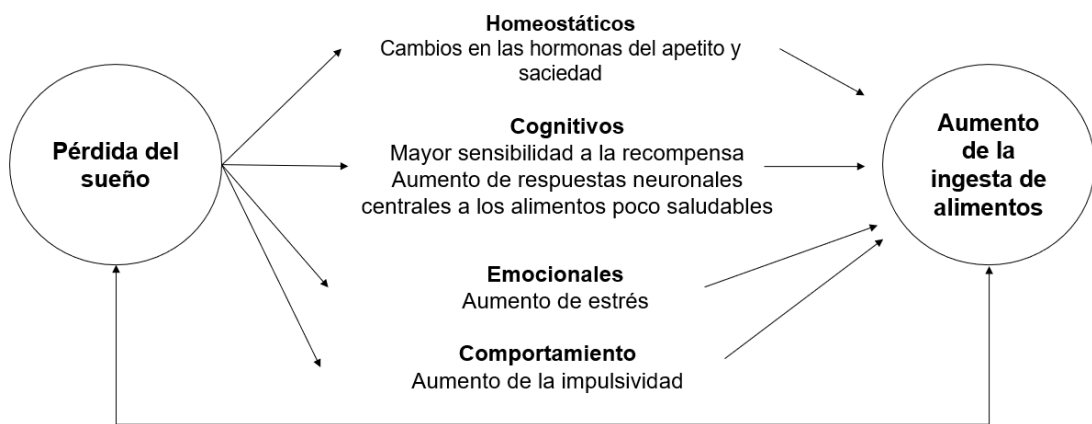 Homeostáticos
Cambios en las hormonas del apetito y
saciedad
Pérdida del
sueño
Cognitivos
Mayor sensibilidad a la recompensa
Aumento de respuestas neuronales
centrales a los alimentos poco saludables
Aumento
de la
ingesta de
alimentos
Emocionales
Aumento de estrés
Comportamiento
Aumento de la impulsividad